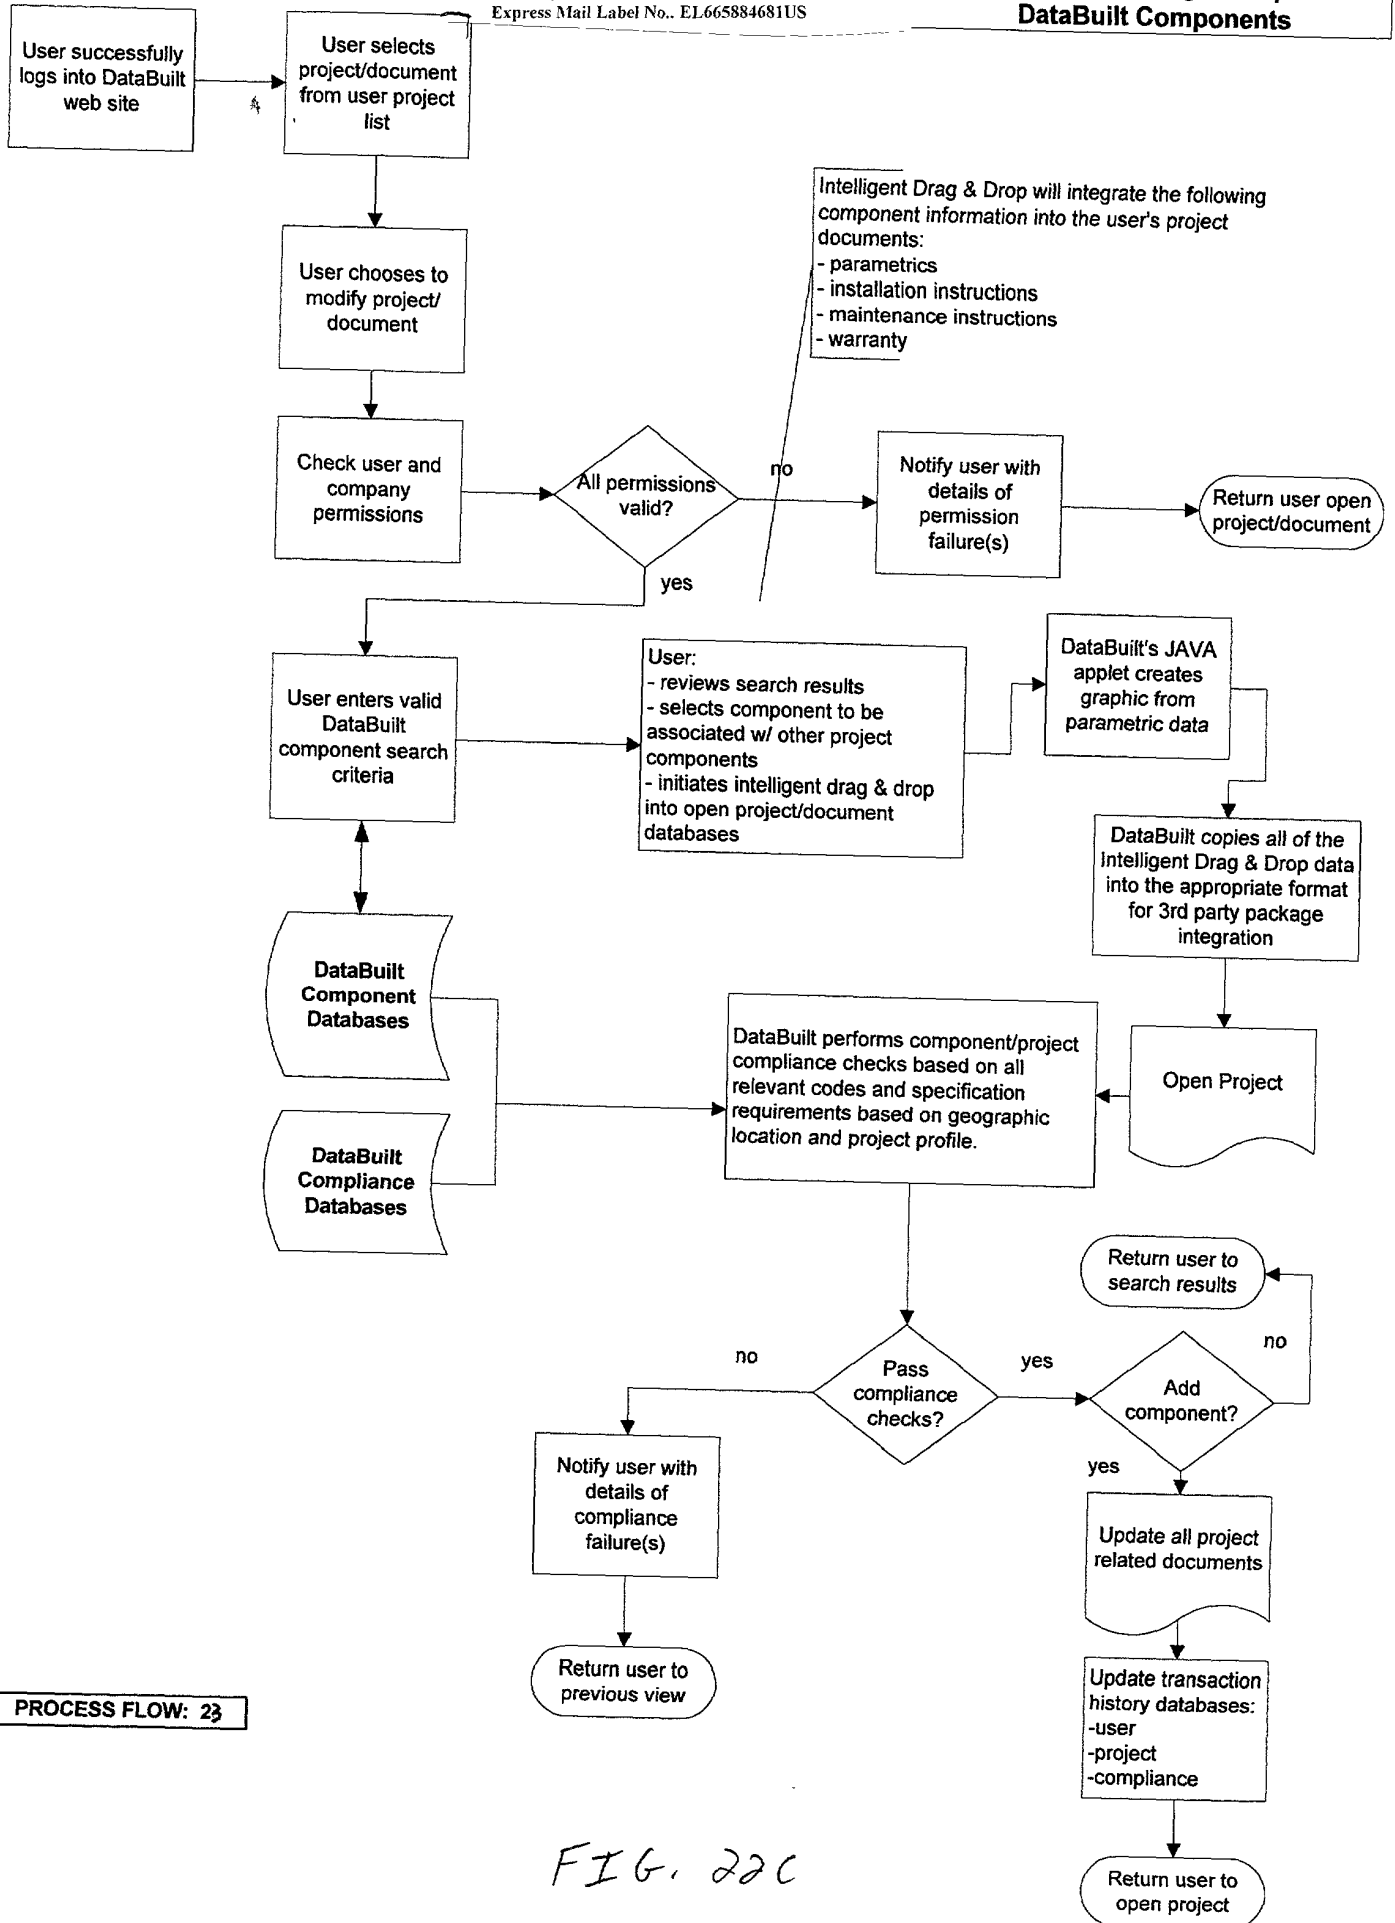 Express Mail Label No.. EL665884681US
DataBuilt Components
User successfully
logs into DataBuilt
web site
User selects
project/document
from user project
list
Intelligent Drag & Drop will integrate the following
component information into the user's project
documents:
- parametrics
- installation instructions
- maintenance instructions
- warranty
User chooses to
modify project/
document
Check user and
company
permissions
All permissions
valid?
no
yes
Notify user with
details of
permission
failure(s)
Return user open
project/document
User enters valid
DataBuilt
component search
criteria
User:
- reviews search results
- selects component to be
associated w/ other project
components
- initiates intelligent drag & drop
into open project/document
databases
DataBuilt's JAVA
applet creates
graphic from
parametric data
DataBuilt copies all of the
Intelligent Drag & Drop data
into the appropriate format
for 3rd party package
integration
DataBuilt
Component
Databases
DataBuilt
Compliance
Databases
DataBuilt performs component/project
compliance checks based on all
relevant codes and specification
requirements based on geographic
location and project profile.
Open Project
Return user to
search results
no
Pass
compliance
checks?
yes
Add
component?
no
yes
Notify user with
details of
compliance
failure(s)
Return user to
previous view
Update all project
related documents
Update transaction
history databases:
-user
-project
-compliance
Return user to
open project
PROCESS FLOW: 23
FIG. 22C